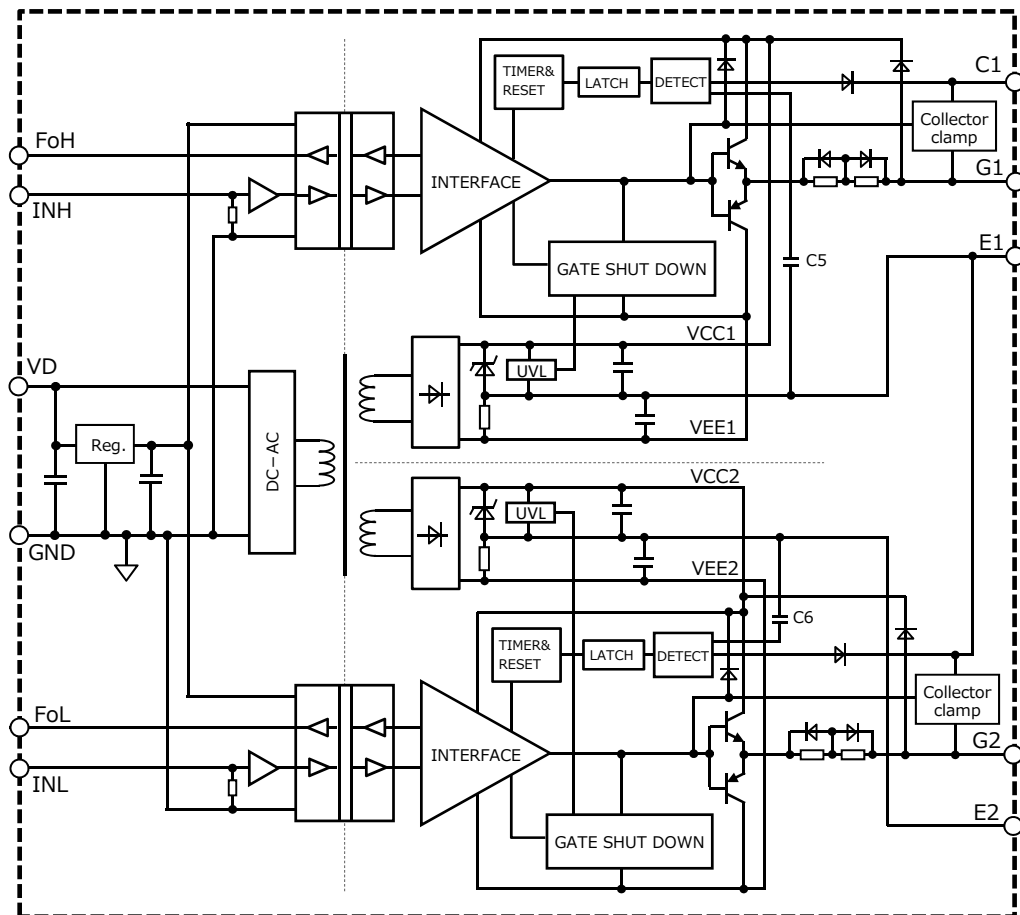 TIMER&
RESET
LATCH
DETECT
C1
Collector
clamp
FoH
INTERFACE
G1
INH
E1
GATE SHUT DOWN
C5
VCC1
UVL
VD
VEE1
Reg.
DC-AC
VCC2
UVL
GND
VEE2
C6
TIMER&
RESET
LATCH
DETECT
Collector
clamp
FoL
INTERFACE
G2
INL
E2
GATE SHUT DOWN